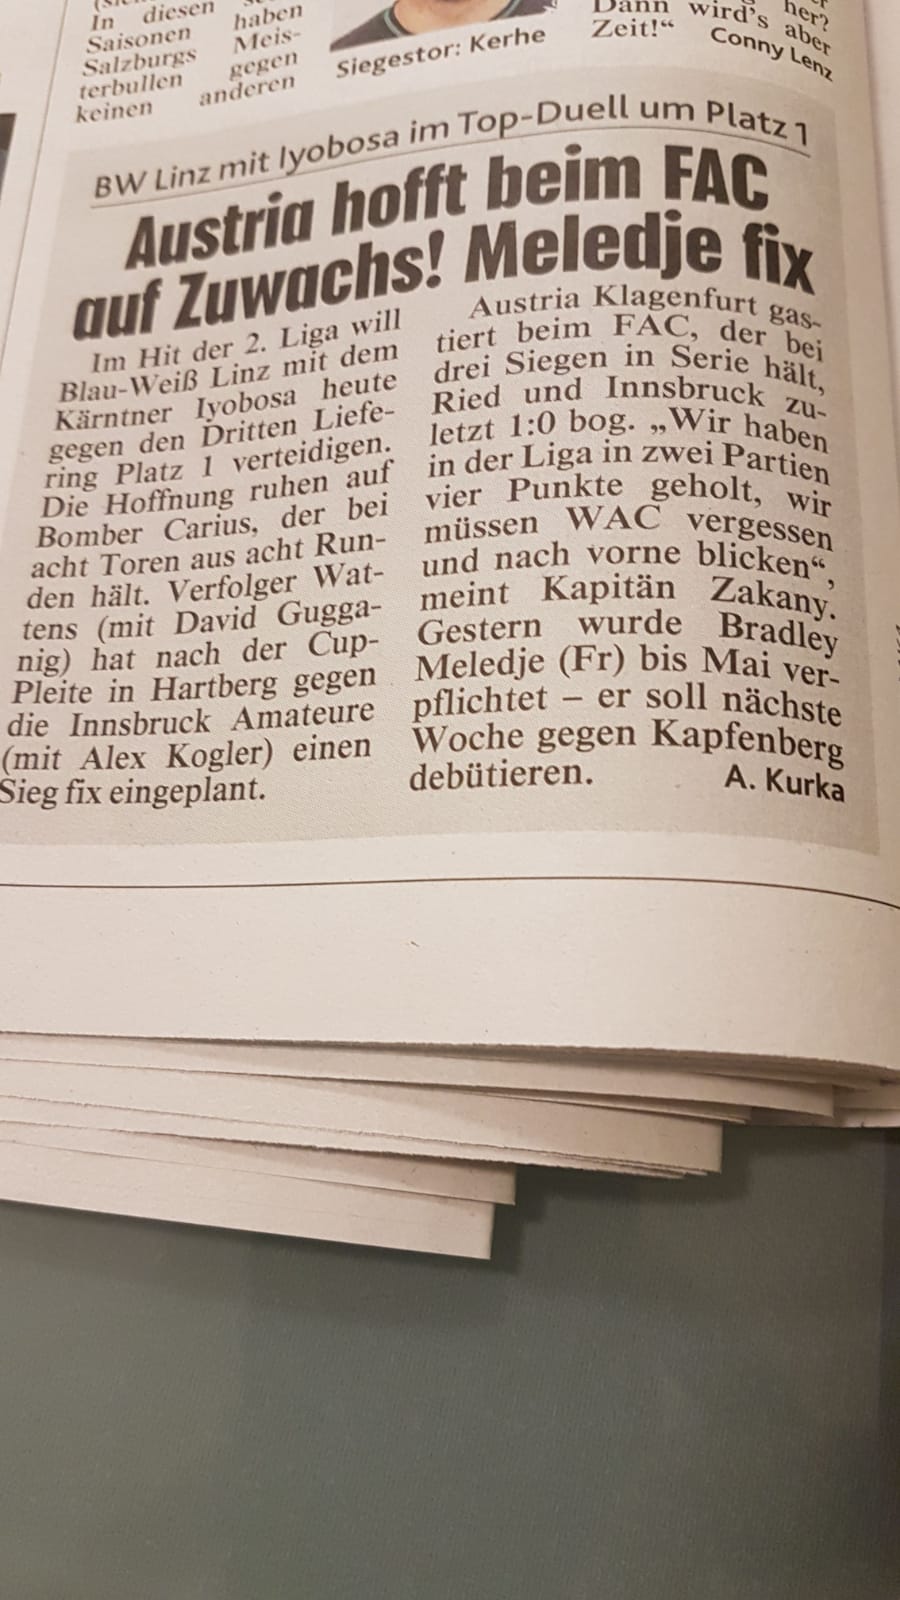 In diesen
Saisonen haben
Salzburgs Meis-
terbullen gegen
keinen anderen
Siegestor: Kerhe
her?
Dann wird's aber
Zeit!“
Conny Lenz
BW Linz mit Iyobosa im Top-Duell um Platz 1
Austria hofft beim FAC
auf Zuwachs! Meledje fix
Im Hit der 2. Liga will
Blau-Weiß Linz mit dem
Kärntner Iyobosa heute
gegen den Dritten Liefe-
ring Platz 1 verteidigen.
Die Hoffnung ruhen auf
Bomber Carius, der bei
acht Toren aus acht Run-
den hält. Verfolger Wat-
tens (mit David Gugga-
nig) hat nach der Cup-
Pleite in Hartberg gegen
die Innsbruck Amateure
(mit Alex Kogler) einen
Sieg fix eingeplant.
Austria Klagenfurt gas-
tiert beim FAC, der bei
drei Siegen in Serie hält,
Ried und Innsbruck zu-
letzt 1:0 bog. „Wir haben
in der Liga in zwei Partien
vier Punkte geholt, wir
müssen WAC vergessen
und nach vorne blicken“,
meint Kapitän Zakany.
Gestern wurde Bradley
Meledje (Fr) bis Mai ver-
pflichtet – er soll nächste
Woche gegen Kapfenberg
debütieren.
A. Kurka